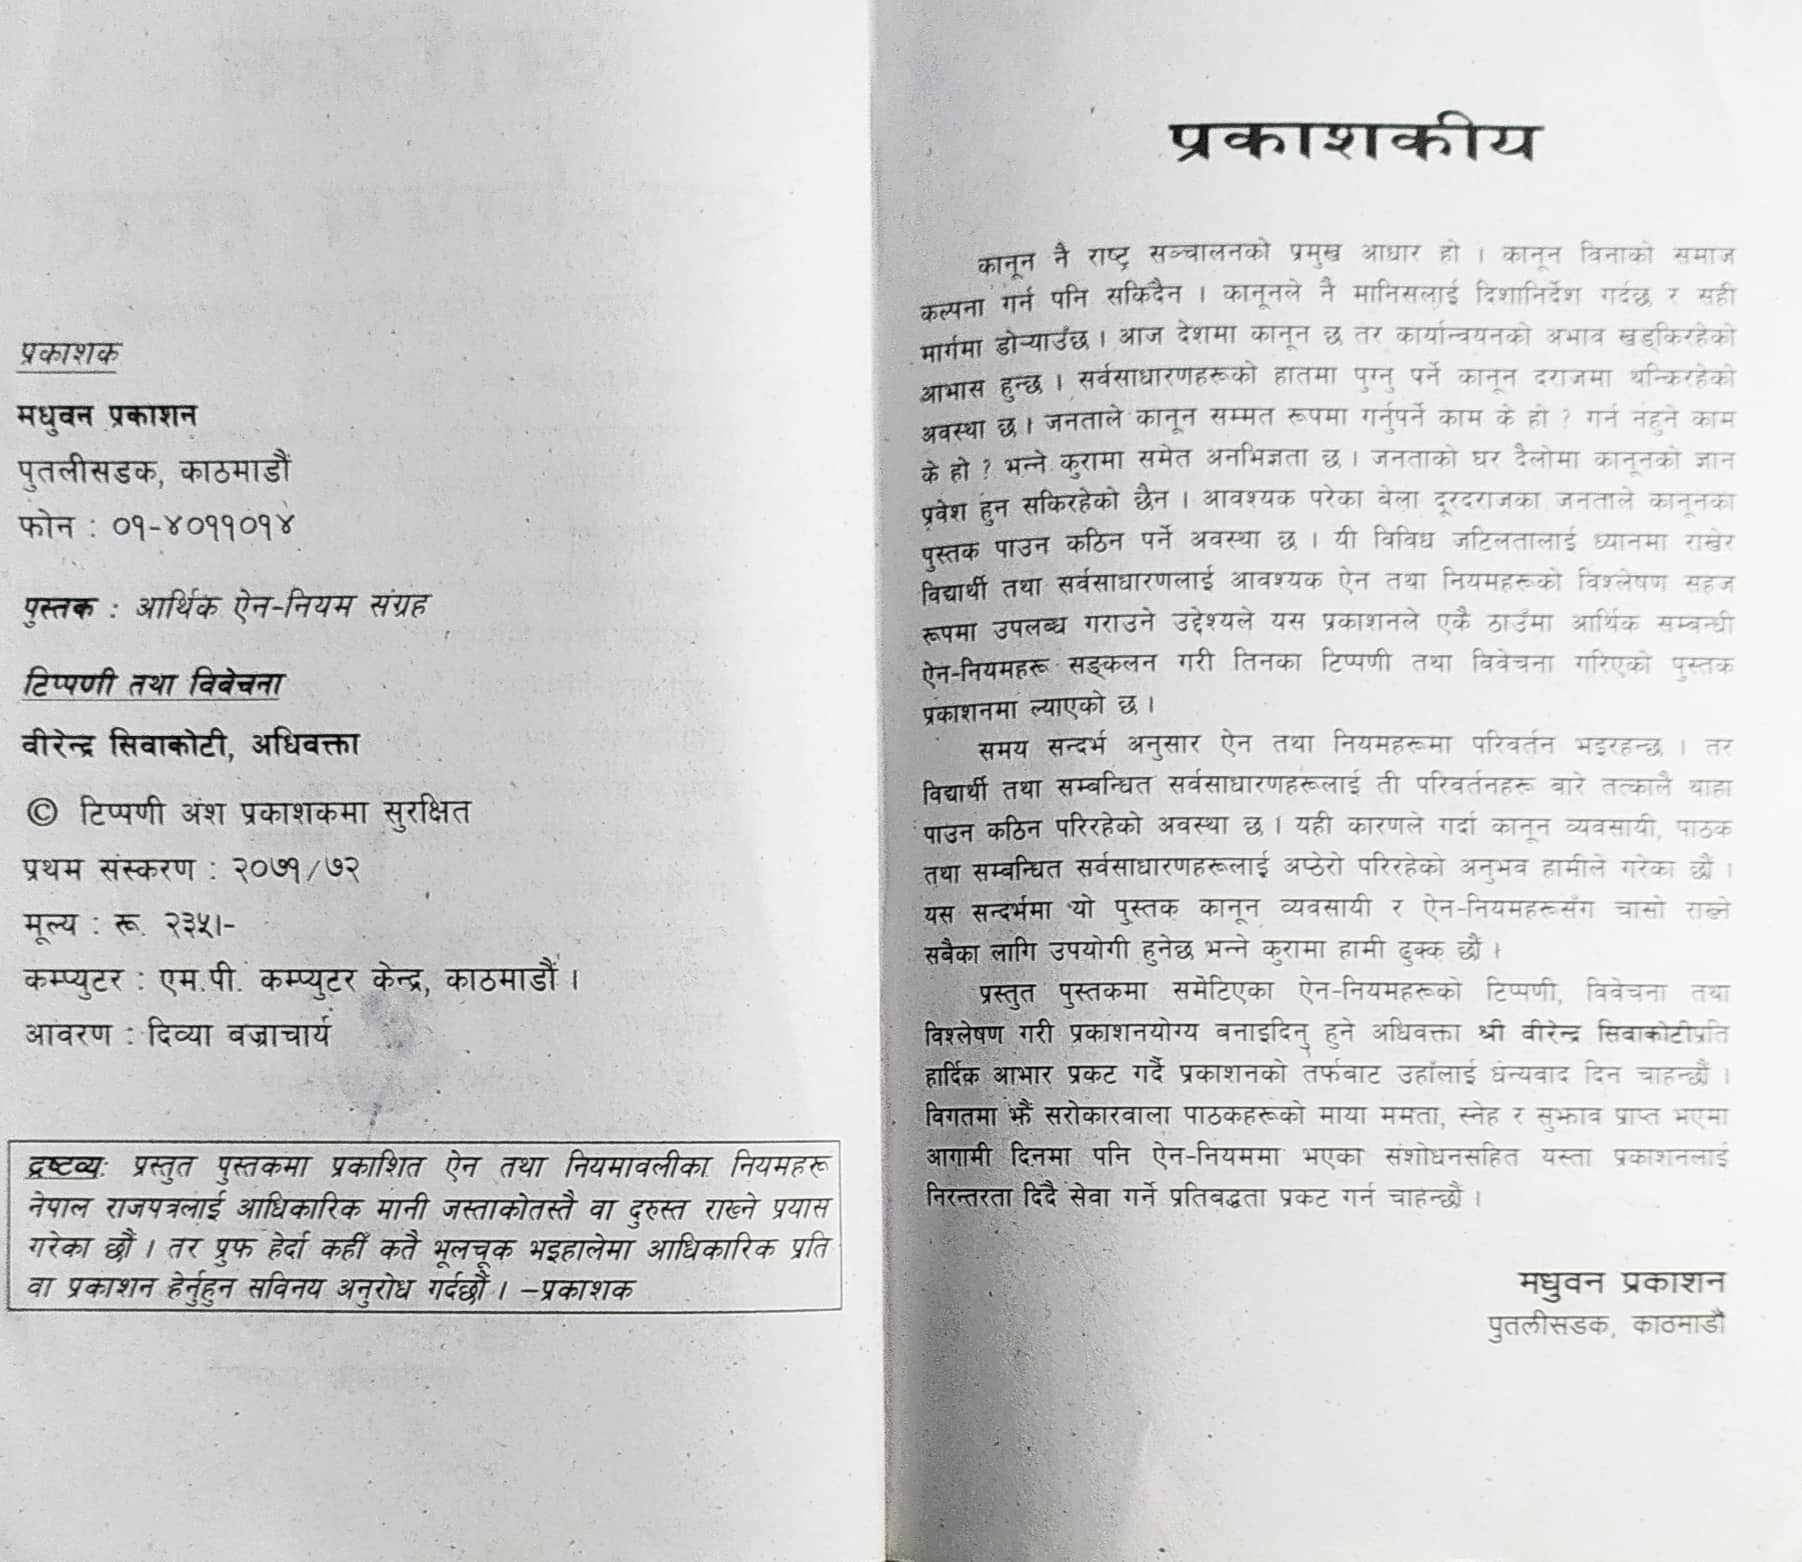 प्रकाशक
मधुवन प्रकाशन
पुतलीसडक, काठमाडौं
फोन : ०१-४०११०१४
पुस्तक : आर्थिक ऐन-नियम संग्रह
टिप्पणी तथा विवेचना
वीरेन्द्र सिवाकोटी, अधिवक्ता
© टिप्पणी अंश प्रकाशकमा सुरक्षित
प्रथम संस्करण : २०७१/७२
मूल्य : रू. २३५।-
कम्प्युटर : एम.पी. कम्प्युटर केन्द्र, काठमाडौं ।
आवरण : दिव्या बज्राचार्य
द्रष्टव्यः प्रस्तुत पुस्तकमा प्रकाशित ऐन तथा नियमावलीका नियमहरू
नेपाल राजपत्रलाई आधिकारिक मानी जस्ताकोतस्तै वा दुरुस्त राख्ने प्रयास
गरेका छौं । तर प्रुफ हेर्दा कहीं कतै भूलचूक भइहालेमा आधिकारिक प्रति
वा प्रकाशन हेर्नुहुन सविनय अनुरोध गर्दछौं । –प्रकाशक
प्रकाशकीय
कानून नै राष्ट्र सञ्चालनको प्रमुख आधार हो । कानून विनाको समाज
कल्पना गर्न पनि सकिदैन । कानूनले नै मानिसलाई दिशानिर्देश गर्दछ र सही
मार्गमा डोर्‍याउँछ । आज देशमा कानून छ तर कार्यान्वयनको अभाव खड्किरहेको
आभास हुन्छ । सर्वसाधारणहरूको हातमा पुग्नु पर्ने कानून दराजमा थन्किरहेको
अवस्था छ । जनताले कानून सम्मत रूपमा गर्नुपर्ने काम के हो ? गर्न नहुने काम
के हो ? भन्ने कुरामा समेत अनभिज्ञता छ । जनताको घर दैलोमा कानूनको ज्ञान
प्रवेश हुन सकिरहेको छैन । आवश्यक परेका बेला दूरदराजका जनताले कानूनका
पुस्तक पाउन कठिन पर्ने अवस्था छ । यी विविध जटिलतालाई ध्यानमा राखेर
विद्यार्थी तथा सर्वसाधारणलाई आवश्यक ऐन तथा नियमहरूको विश्लेषण सहज
रूपमा उपलब्ध गराउने उद्देश्यले यस प्रकाशनले एकै ठाउँमा आर्थिक सम्बन्धी
ऐन-नियमहरू सङ्कलन गरी तिनका टिप्पणी तथा विवेचना गरिएको पुस्तक
प्रकाशनमा ल्याएको छ ।
समय सन्दर्भ अनुसार ऐन तथा नियमहरूमा परिवर्तन भइरहन्छ । तर
विद्यार्थी तथा सम्बन्धित सर्वसाधारणहरूलाई ती परिवर्तनहरू बारे तत्कालै थाहा
पाउन कठिन परिरहेको अवस्था छ । यही कारणले गर्दा कानून व्यवसायी, पाठक
तथा सम्बन्धित सर्वसाधारणहरूलाई अप्ठेरो परिरहेको अनुभव हामीले गरेका छौं ।
यस सन्दर्भमा यो पुस्तक कानून व्यवसायी र ऐन-नियमहरूसँग चासो राख्ने
सबैका लागि उपयोगी हुनेछ भन्ने कुरामा हामी ढुक्क छौं ।
प्रस्तुत पुस्तकमा समेटिएका ऐन-नियमहरूको टिप्पणी, विवेचना तथा
विश्लेषण गरी प्रकाशनयोग्य बनाइदिनु हुने अधिवक्ता श्री वीरेन्द्र सिवाकोटीप्रति
हार्दिक आभार प्रकट गर्दै प्रकाशनको तर्फबाट उहाँलाई धन्यवाद दिन चाहन्छौं ।
विगतमा झैं सरोकारवाला पाठकहरूको माया ममता, स्नेह र सुझाव प्राप्त भएमा
आगामी दिनमा पनि ऐन-नियममा भएका संशोधनसहित यस्ता प्रकाशनलाई
निरन्तरता दिदै सेवा गर्ने प्रतिबद्धता प्रकट गर्न चाहन्छौं ।
मधुवन प्रकाशन
पुतलीसडक, काठमाडौं